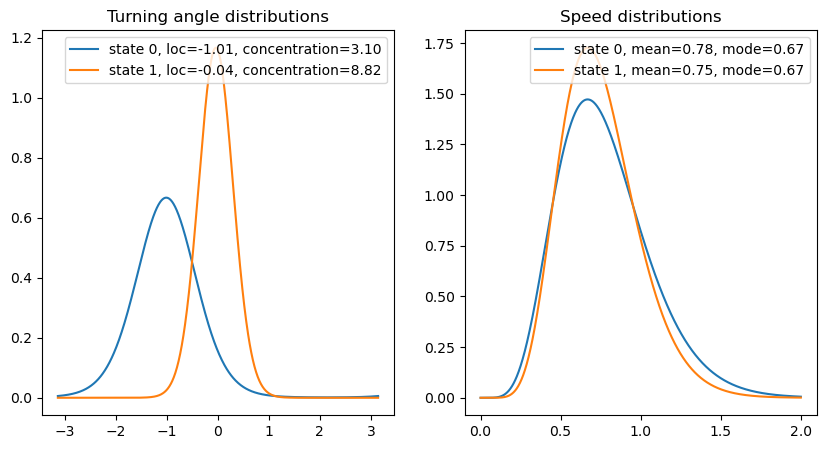 Turning angle distributions
state 0, loc=-1.01, concentration=3.10
state 1, loc=-0.04, concentration=8.82
1.2
1.0
0.8
0.6
0.4
0.2
0.0
−3 −2 −1 0 1 2 3
Speed distributions
state 0, mean=0.78, mode=0.67
state 1, mean=0.75, mode=0.67
1.75
1.50
1.25
1.00
0.75
0.50
0.25
0.00
0.0 0.5 1.0 1.5 2.0